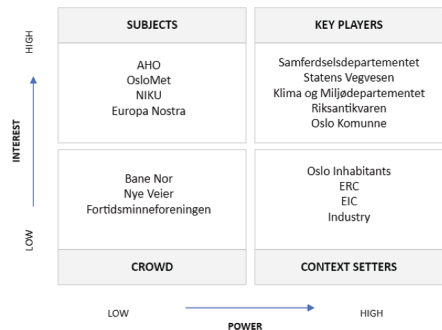 SUBJECTS
KEY PLAYERS
HIGH
INTEREST
LOW
AHO
OsloMet
NIKU
Europa Nostra
Samferdselsdepartementet
Statens Vegvesen
Klima og Miljødepartementet
Riksantikvaren
Oslo Komunne
Bane Nor
Nye Veier
Fortidsminneforeningen
Oslo Inhabitants
ERC
EIC
Industry
CROWD
CONTEXT SETTERS
LOW
HIGH
POWER